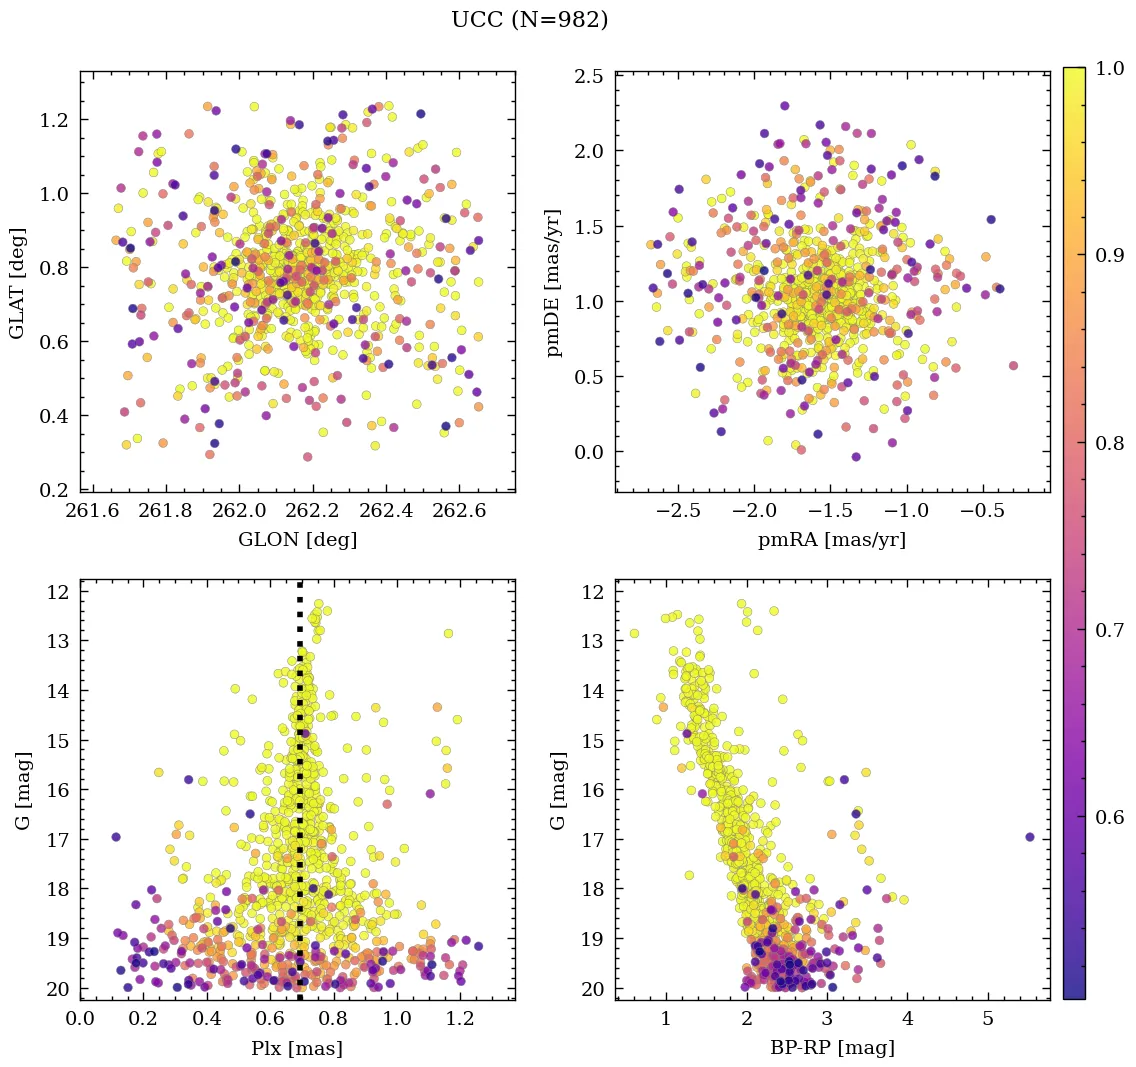 UCC (N=982)
1.2
1.0
0.8
0.6
0.4
0.2
GLAT [deg]
261.6 261.8 262.0 262.2 262.4 262.6
GLON [deg]
2.5
2.0
1.5
1.0
0.5
0.0
pmDE [mas/yr]
−2.5 −2.0 −1.5 −1.0 −0.5
pmRA [mas/yr]
1.0
0.9
0.8
0.7
0.6
12
13
14
15
16
17
18
19
20
G [mag]
0.0 0.2 0.4 0.6 0.8 1.0 1.2
Plx [mas]
12
13
14
15
16
17
18
19
20
G [mag]
1 2 3 4 5
BP-RP [mag]